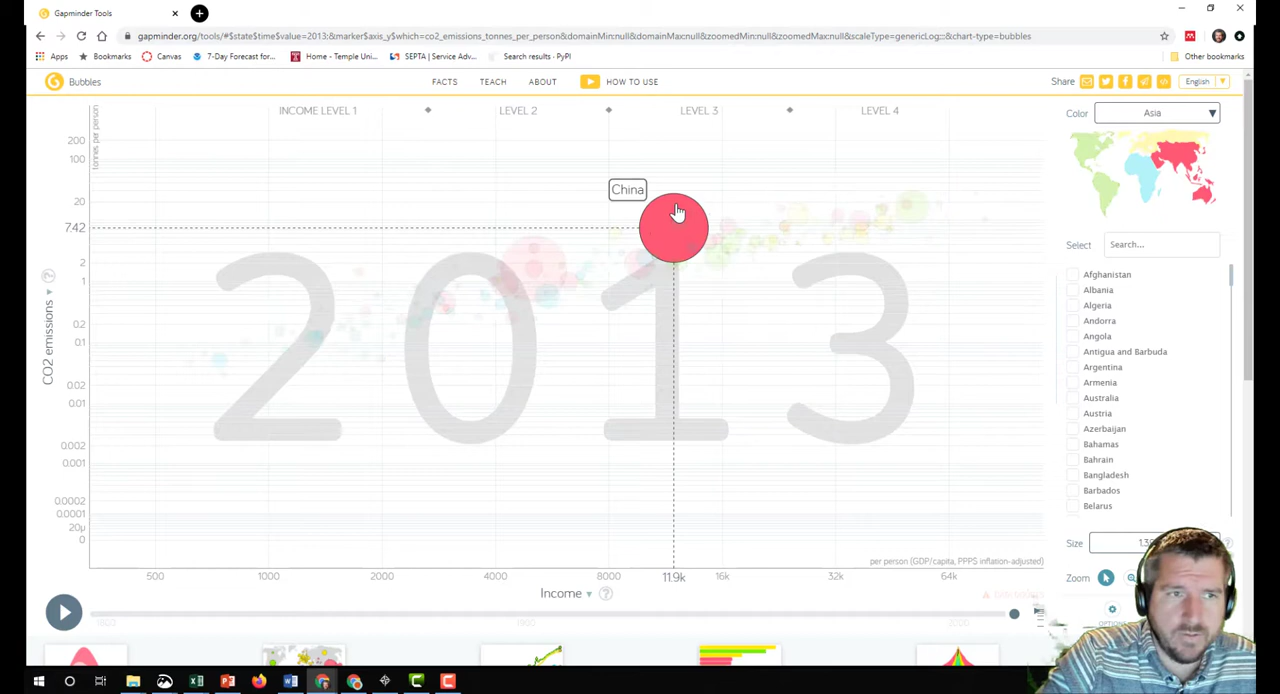 Gapminder Tools
gapminder.org/tools/#$state$time$value=2013;&marker$axis_y$which=co2_emissions_tonnes_per_person&domainMin:null&domainMax:null&zoomedMin:null&zoomedMax:null&scaleType=genericLog;;;&chart-type=bubbles
Apps Bookmarks Canvas 7-Day Forecast for... Home - Temple Uni... SEPTA | Service Adv... Search results · PyPI Other bookmarks
Bubbles FACTS TEACH ABOUT HOW TO USE Share English
INCOME LEVEL 1 LEVEL 2 LEVEL 3 LEVEL 4
tonnes per person
200
100
20
7.42
2
1
0.2
0.1
0.02
0.01
0.002
0.001
0.0002
0.0001
20µ
0
CO2 emissions
China
2013
per person (GDP/capita, PPP$ inflation-adjusted)
500 1000 2000 4000 8000 11.9k 16k 32k 64k
Income
1800 1900 2000
Color Asia
Select Search...
Afghanistan
Albania
Algeria
Andorra
Angola
Antigua and Barbuda
Argentina
Armenia
Australia
Austria
Azerbaijan
Bahamas
Bahrain
Bangladesh
Barbados
Belarus
Size
Zoom